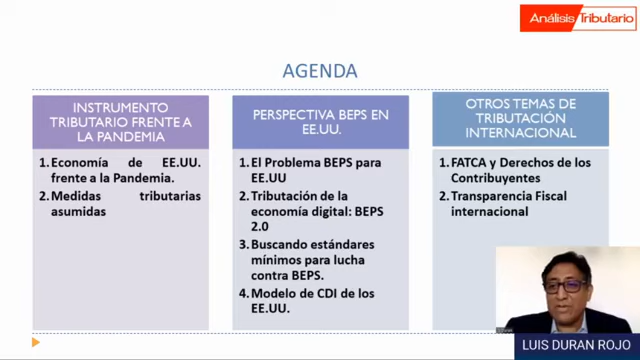 Análisis Tributario
AGENDA
INSTRUMENTO
TRIBUTARIO FRENTE A
LA PANDEMIA
1. Economía de EE.UU.
frente a la Pandemia.
2. Medidas tributarias
asumidas
PERSPECTIVA BEPS EN
EE.UU.
1. El Problema BEPS para
EE.UU
2. Tributación de la
economía digital: BEPS
2.0
3. Buscando estándares
mínimos para lucha
contra BEPS.
4. Modelo de CDI de los
EE.UU.
OTROS TEMAS DE
TRIBUTACIÓN
INTERNACIONAL
1. FATCA y Derechos de los
Contribuyentes
2. Transparencia Fiscal
internacional
LUIS DURAN ROJO